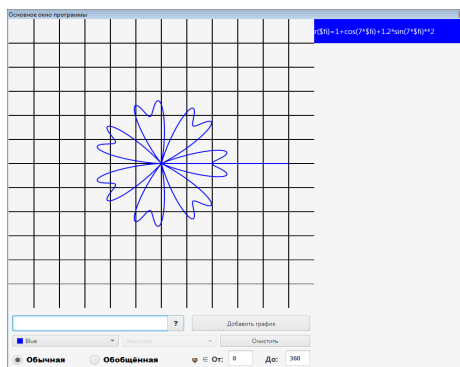 Основное окно программы
r($fi)=1+cos(7*$fi)+1.2*sin(7*$fi)**2
? Добавить график
Blue Маркий Очистить
Обычная Обобщённая φ ∈ От: 0 До: 360